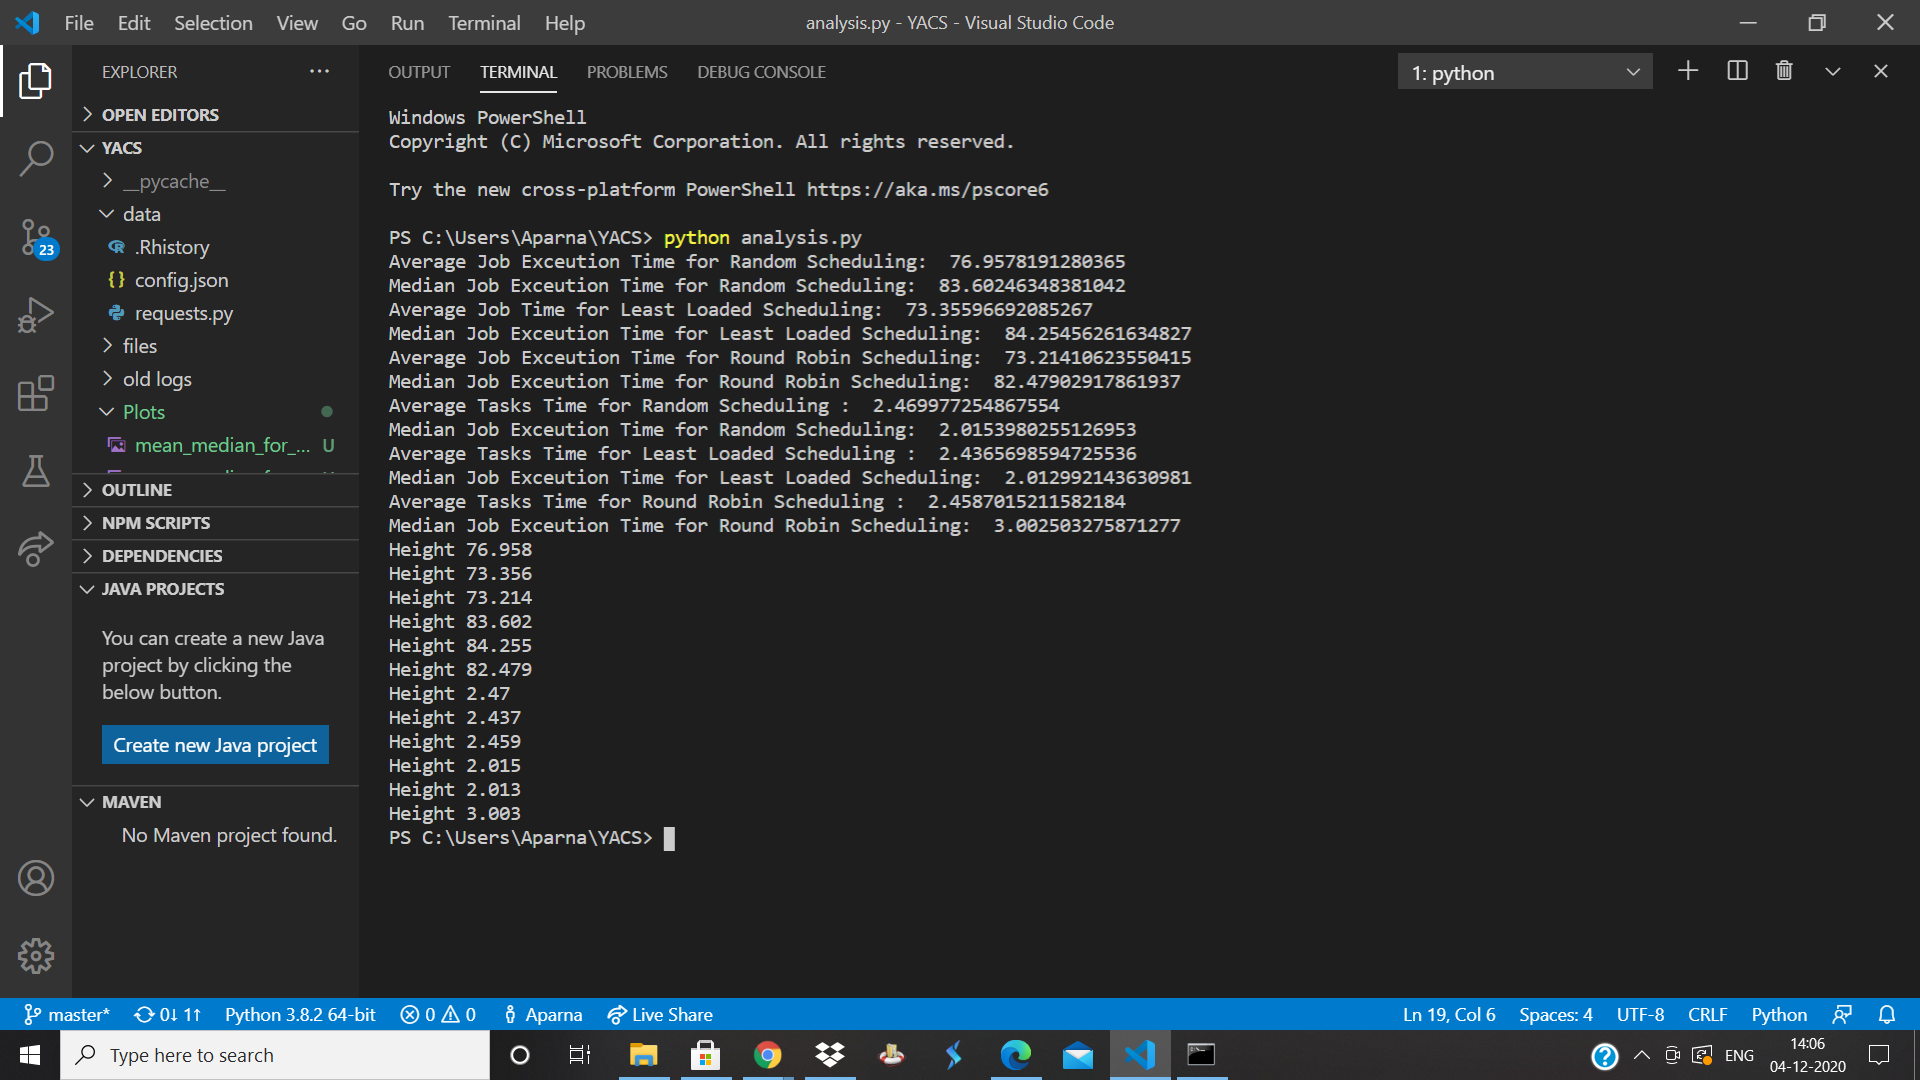 File Edit Selection View Go Run Terminal Help
analysis.py - YACS - Visual Studio Code
EXPLORER
OPEN EDITORS
YACS
__pycache__
data
.Rhistory
config.json
requests.py
files
old logs
Plots
mean_median_for_... U
OUTLINE
NPM SCRIPTS
DEPENDENCIES
JAVA PROJECTS
You can create a new Java
project by clicking the
below button.
Create new Java project
MAVEN
No Maven project found.
23
OUTPUT TERMINAL PROBLEMS DEBUG CONSOLE
1: python
Windows PowerShell
Copyright (C) Microsoft Corporation. All rights reserved.
Try the new cross-platform PowerShell https://aka.ms/pscore6
PS C:\Users\Aparna\YACS> python analysis.py
Average Job Exceution Time for Random Scheduling:  76.9578191280365
Median Job Exceution Time for Random Scheduling:  83.60246348381042
Average Job Time for Least Loaded Scheduling:  73.35596692085267
Median Job Exceution Time for Least Loaded Scheduling:  84.25456261634827
Average Job Exceution Time for Round Robin Scheduling:  73.21410623550415
Median Job Exceution Time for Round Robin Scheduling:  82.47902917861937
Average Tasks Time for Random Scheduling :  2.469977254867554
Median Job Exceution Time for Random Scheduling:  2.0153980255126953
Average Tasks Time for Least Loaded Scheduling :  2.4365698594725536
Median Job Exceution Time for Least Loaded Scheduling:  2.012992143630981
Average Tasks Time for Round Robin Scheduling :  2.4587015211582184
Median Job Exceution Time for Round Robin Scheduling:  3.002503275871277
Height 76.958
Height 73.356
Height 73.214
Height 83.602
Height 84.255
Height 82.479
Height 2.47
Height 2.437
Height 2.459
Height 2.015
Height 2.013
Height 3.003
PS C:\Users\Aparna\YACS>
master* 0↓ 1↑ Python 3.8.2 64-bit 0 0 Aparna Live Share
Ln 19, Col 6 Spaces: 4 UTF-8 CRLF Python
Type here to search
ENG
14:06
04-12-2020